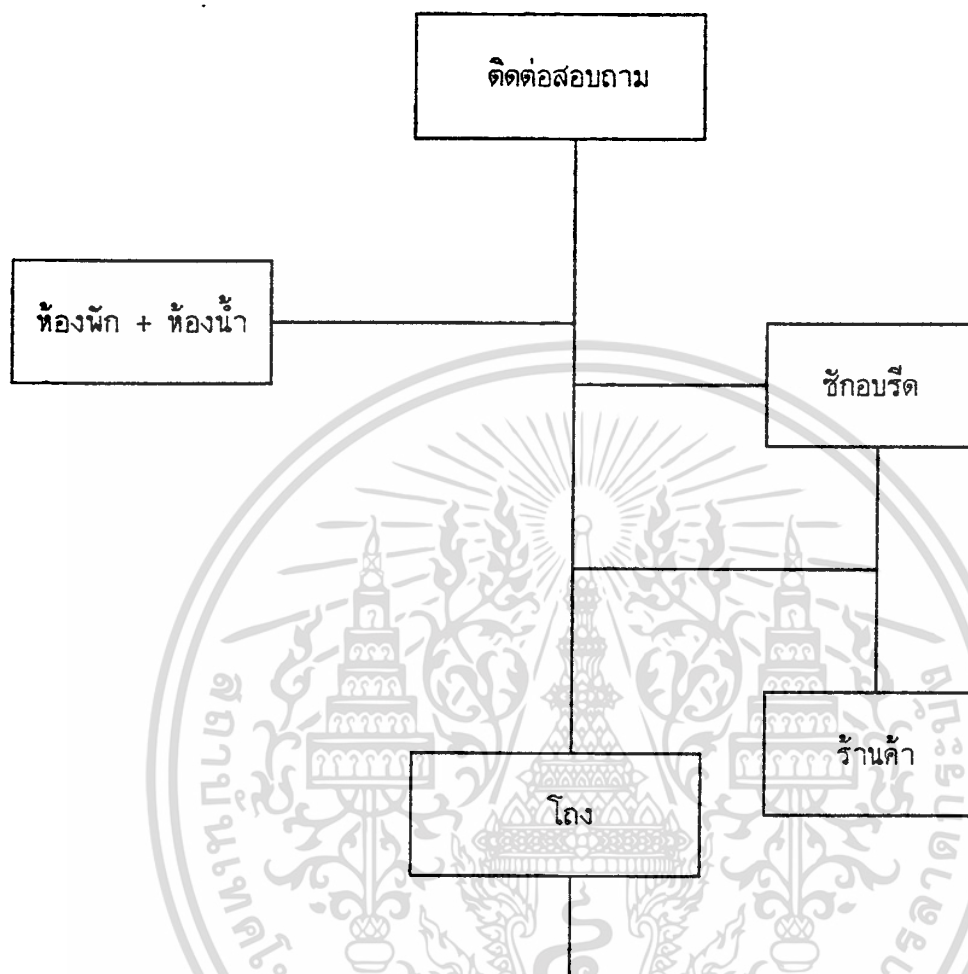 ติดต่อสอบถาม
ห้องพัก + ห้องน้ำ
ซักอบรีด
ร้านค้า
โถง